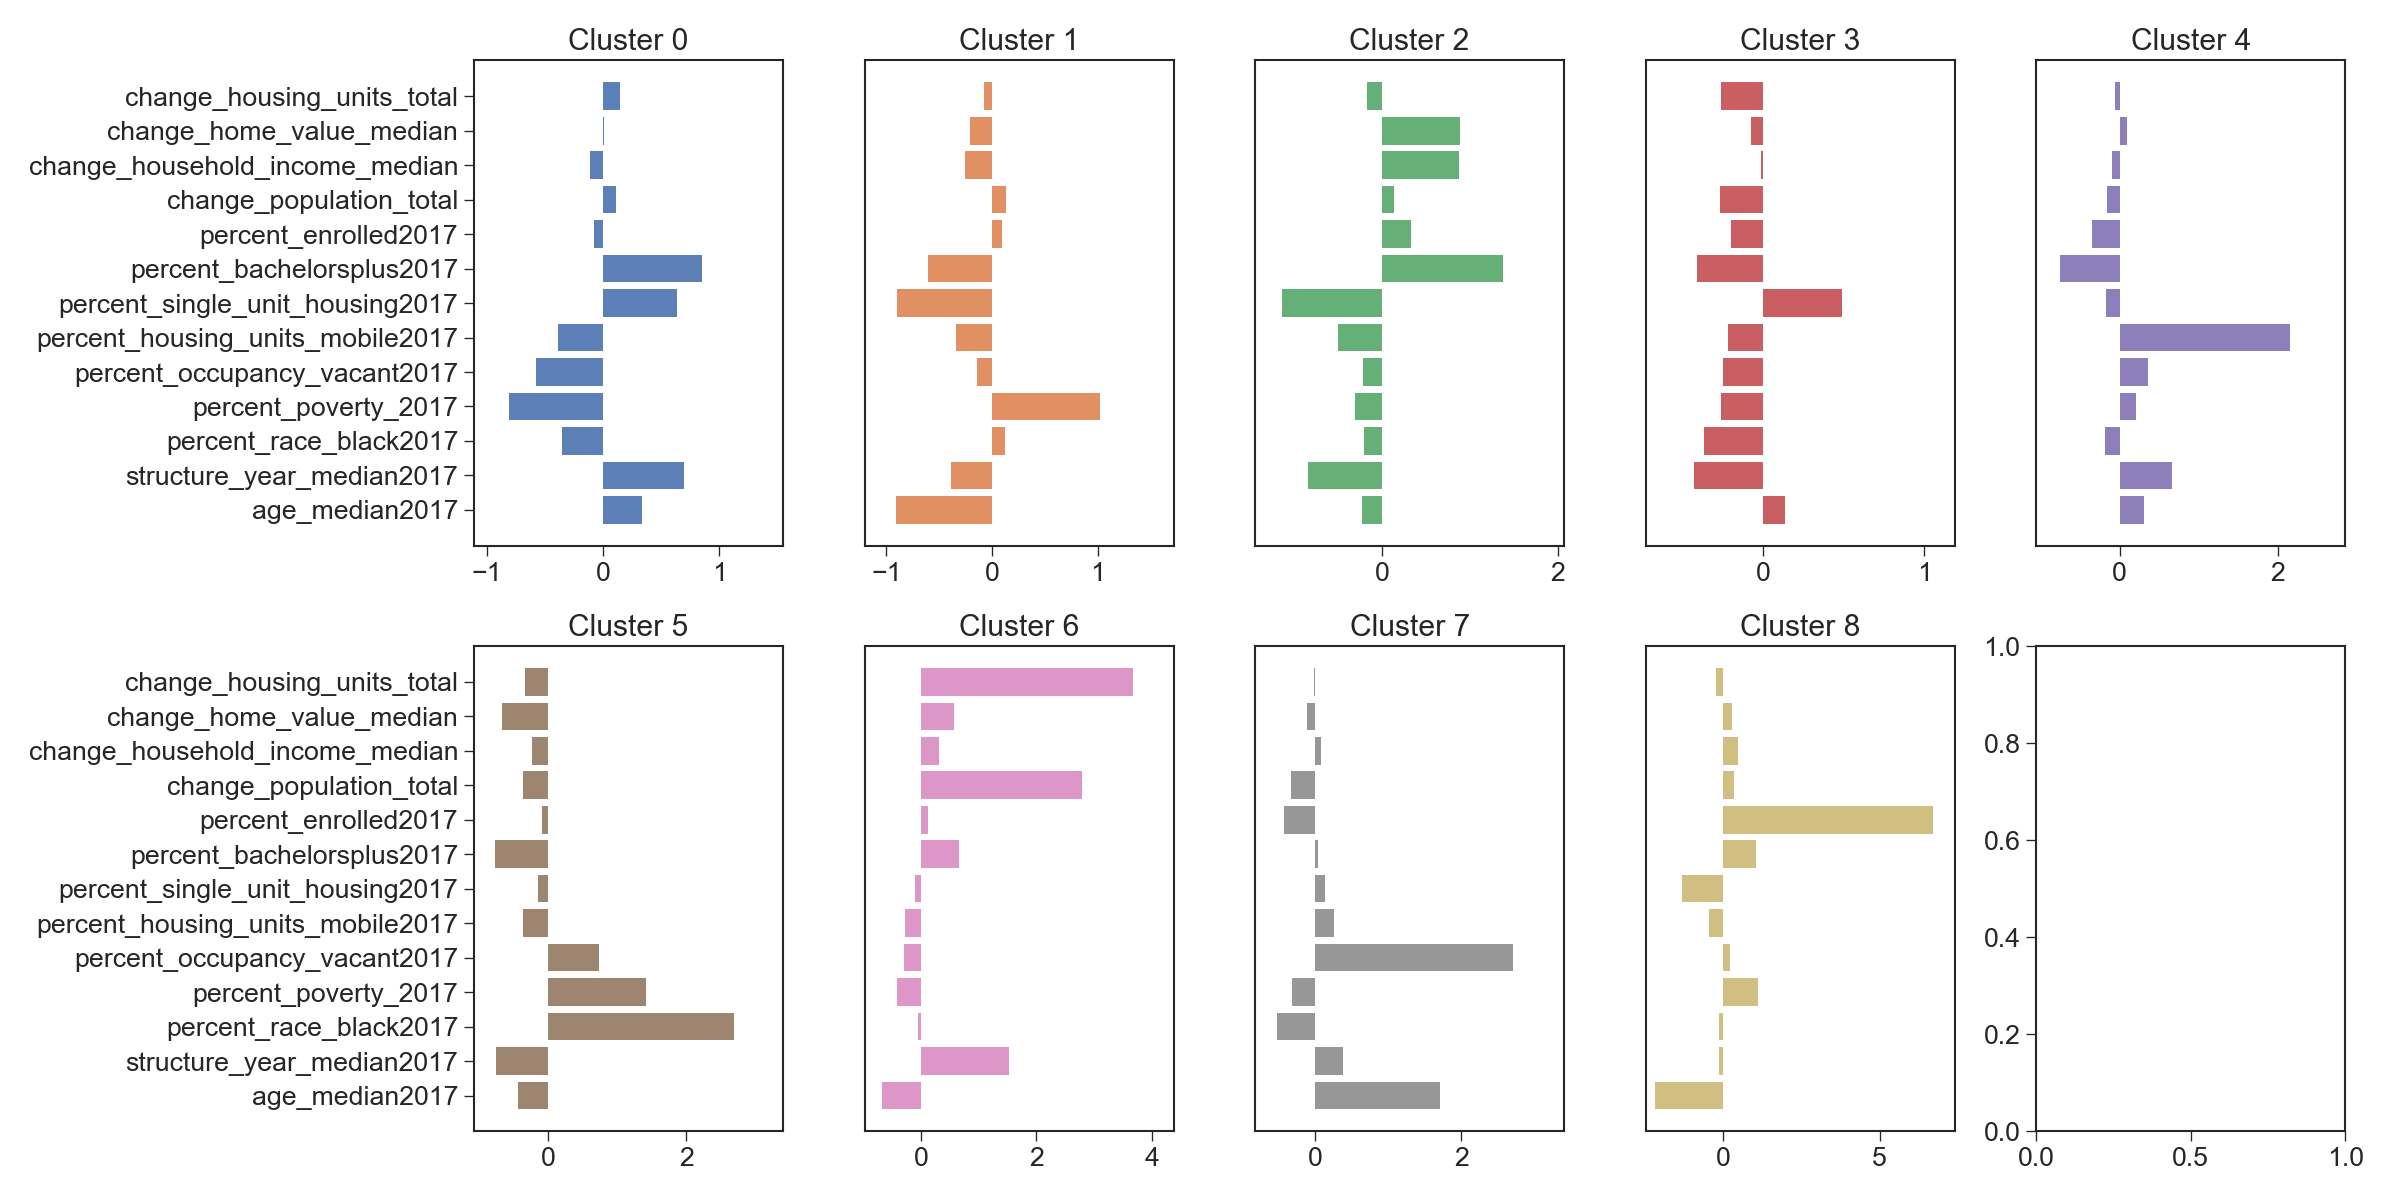 Cluster 0 Cluster 1 Cluster 2 Cluster 3 Cluster 4
change_housing_units_total
change_home_value_median
change_household_income_median
change_population_total
percent_enrolled2017
percent_bachelorsplus2017
percent_single_unit_housing2017
percent_housing_units_mobile2017
percent_occupancy_vacant2017
percent_poverty_2017
percent_race_black2017
structure_year_median2017
age_median2017
−1 0 1 −1 0 1 0 2 0 1 0 2
Cluster 5 Cluster 6 Cluster 7 Cluster 8
change_housing_units_total
change_home_value_median
change_household_income_median
change_population_total
percent_enrolled2017
percent_bachelorsplus2017
percent_single_unit_housing2017
percent_housing_units_mobile2017
percent_occupancy_vacant2017
percent_poverty_2017
percent_race_black2017
structure_year_median2017
age_median2017
1.0
0.8
0.6
0.4
0.2
0.0
0 2 0 2 4 0 2 0 5 0.0 0.5 1.0